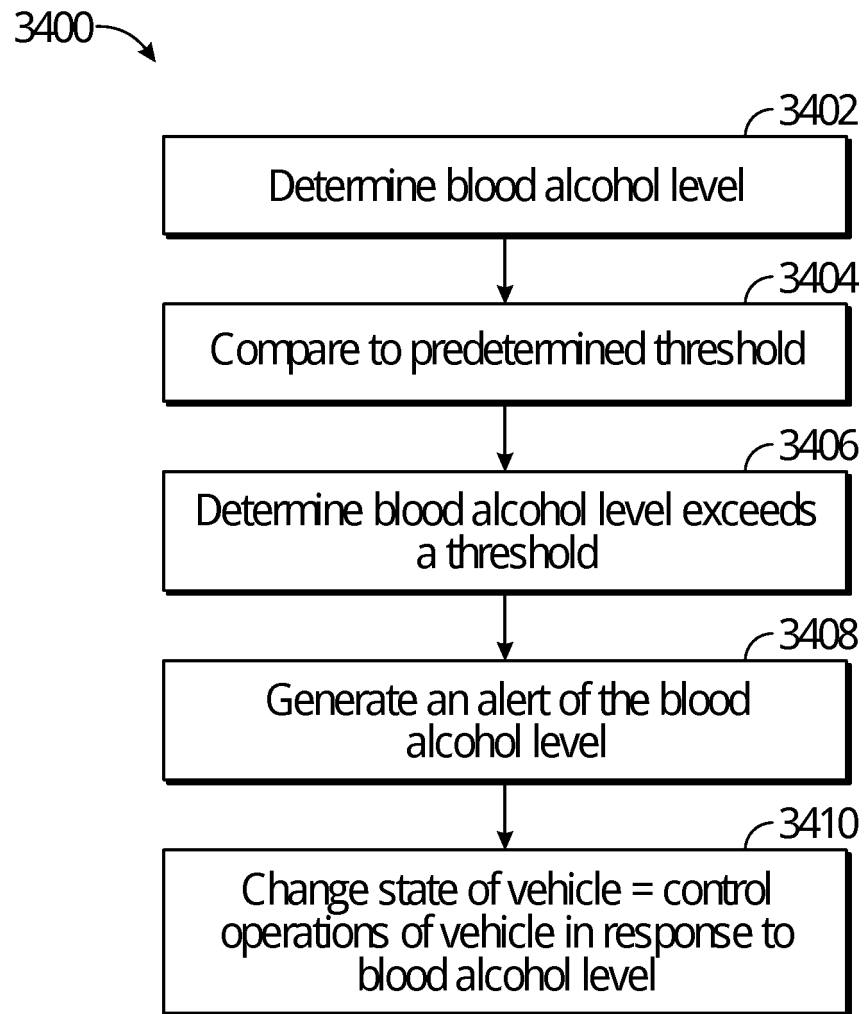 3400
3402
Determine blood alcohol level
3404
Compare to predetermined threshold
3406
Determine blood alcohol level exceeds
a threshold
3408
Generate an alert of the blood
alcohol level
3410
Change state of vehicle = control
operations of vehicle in response to
blood alcohol level